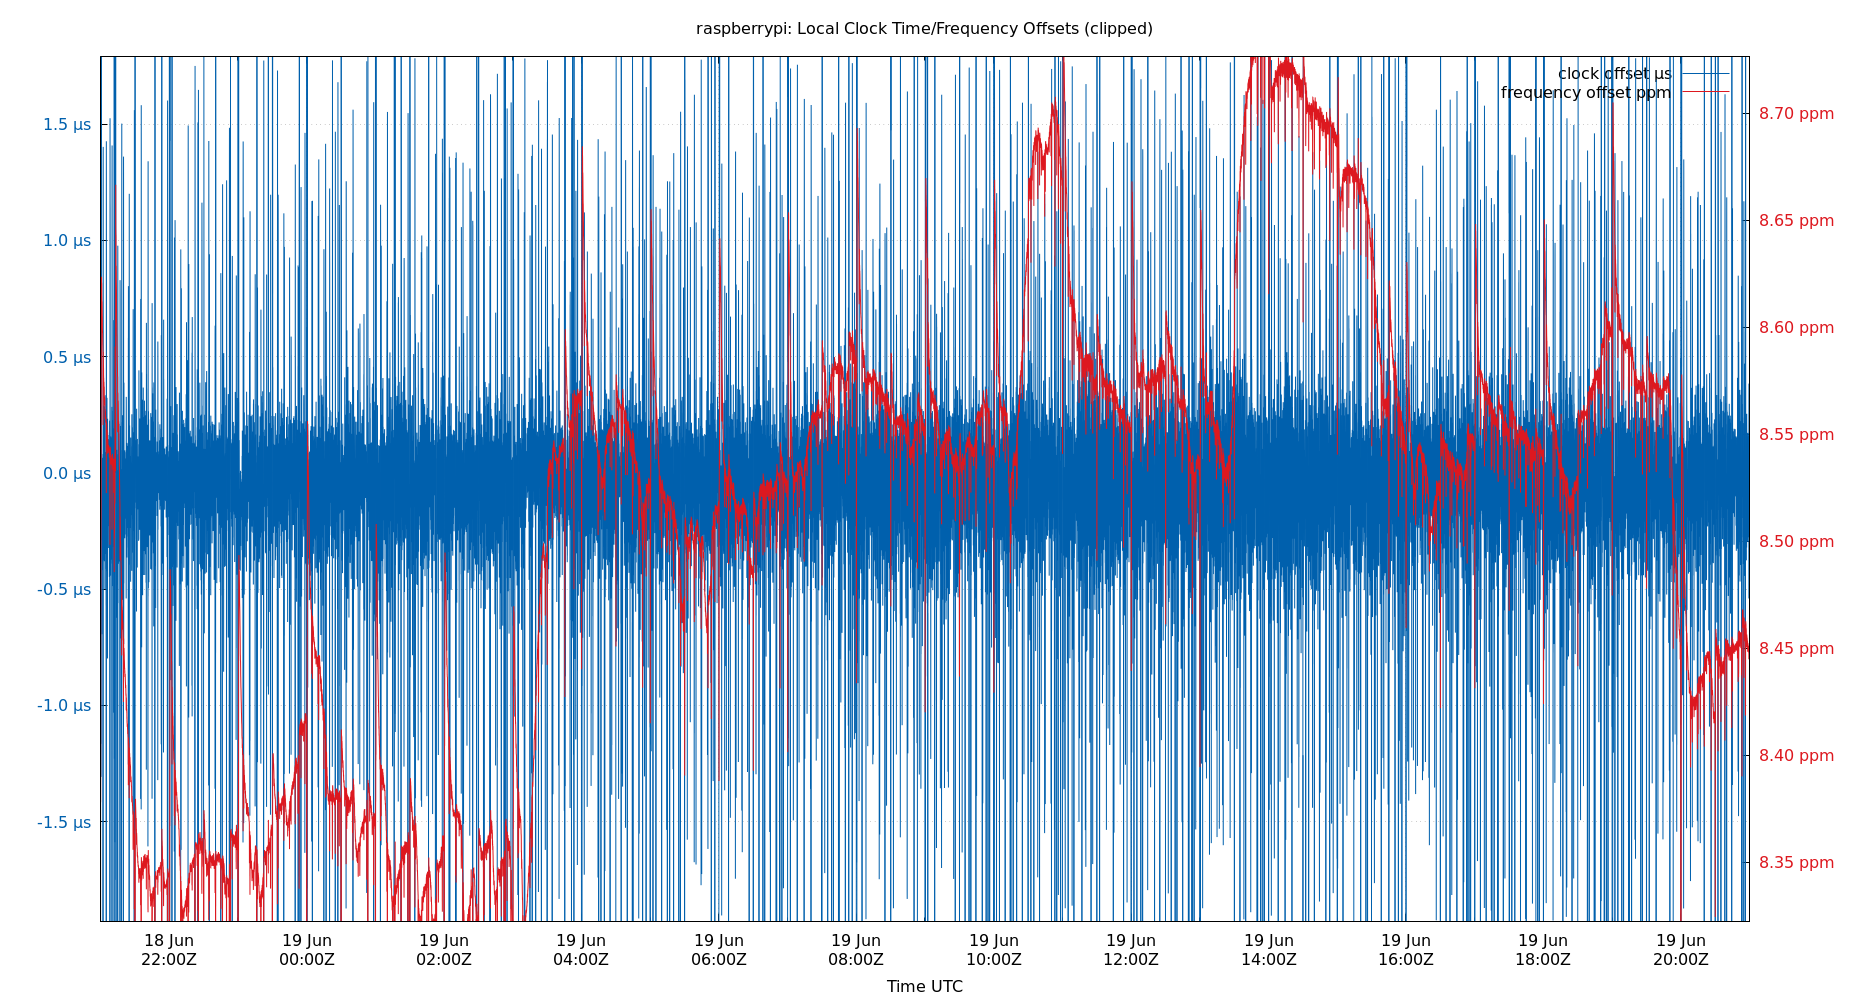 raspberrypi: Local Clock Time/Frequency Offsets (clipped)
clock offset µs
frequency offset ppm
1.5 µs
1.0 µs
0.5 µs
0.0 µs
-0.5 µs
-1.0 µs
-1.5 µs
8.70 ppm
8.65 ppm
8.60 ppm
8.55 ppm
8.50 ppm
8.45 ppm
8.40 ppm
8.35 ppm
18 Jun 19 Jun 19 Jun 19 Jun 19 Jun 19 Jun 19 Jun 19 Jun 19 Jun 19 Jun 19 Jun 19 Jun
22:00Z 00:00Z 02:00Z 04:00Z 06:00Z 08:00Z 10:00Z 12:00Z 14:00Z 16:00Z 18:00Z 20:00Z
Time UTC